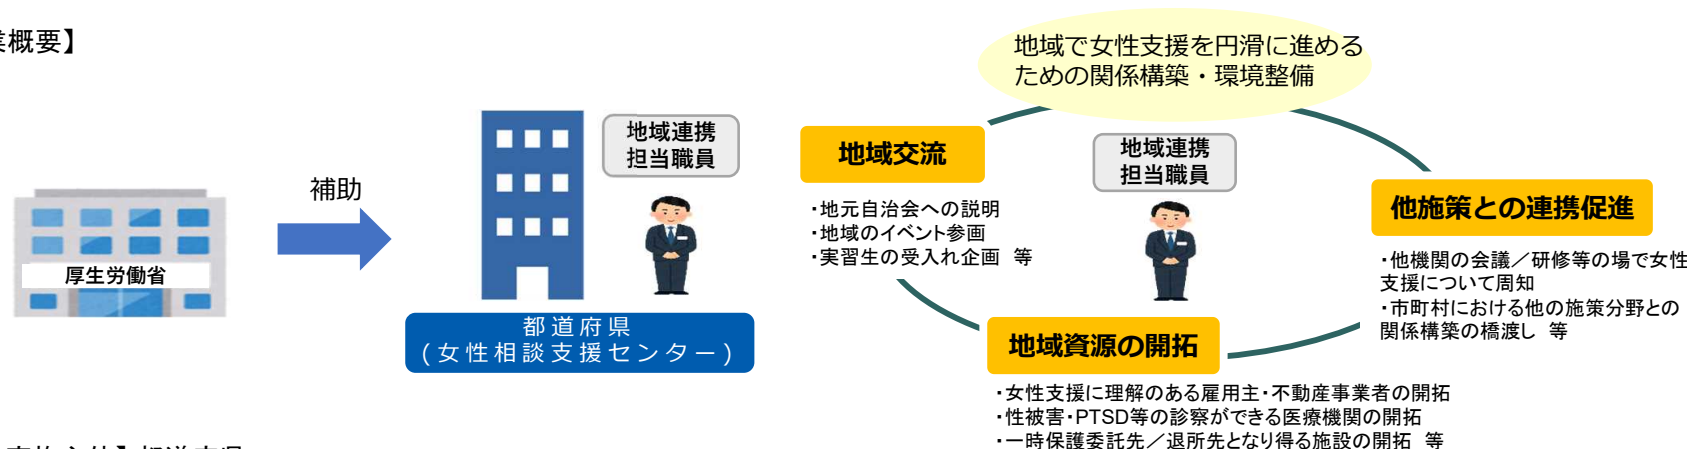 業概要】
地域で女性支援を円滑に進める
ための関係構築・環境整備
厚生労働省
補助
地域連携
担当職員
都道府県
(女性相談支援センター)
地域交流
・地元自治会への説明
・地域のイベント参画
・実習生の受入れ企画 等
地域連携
担当職員
他施策との連携促進
・他機関の会議／研修等の場で女性
支援について周知
・市町村における他の施策分野との
関係構築の橋渡し 等
地域資源の開拓
・女性支援に理解のある雇用主・不動産事業者の開拓
・性被害・PTSD等の診察ができる医療機関の開拓
・一時保護委託先／退所先となり得る施設の開拓 等